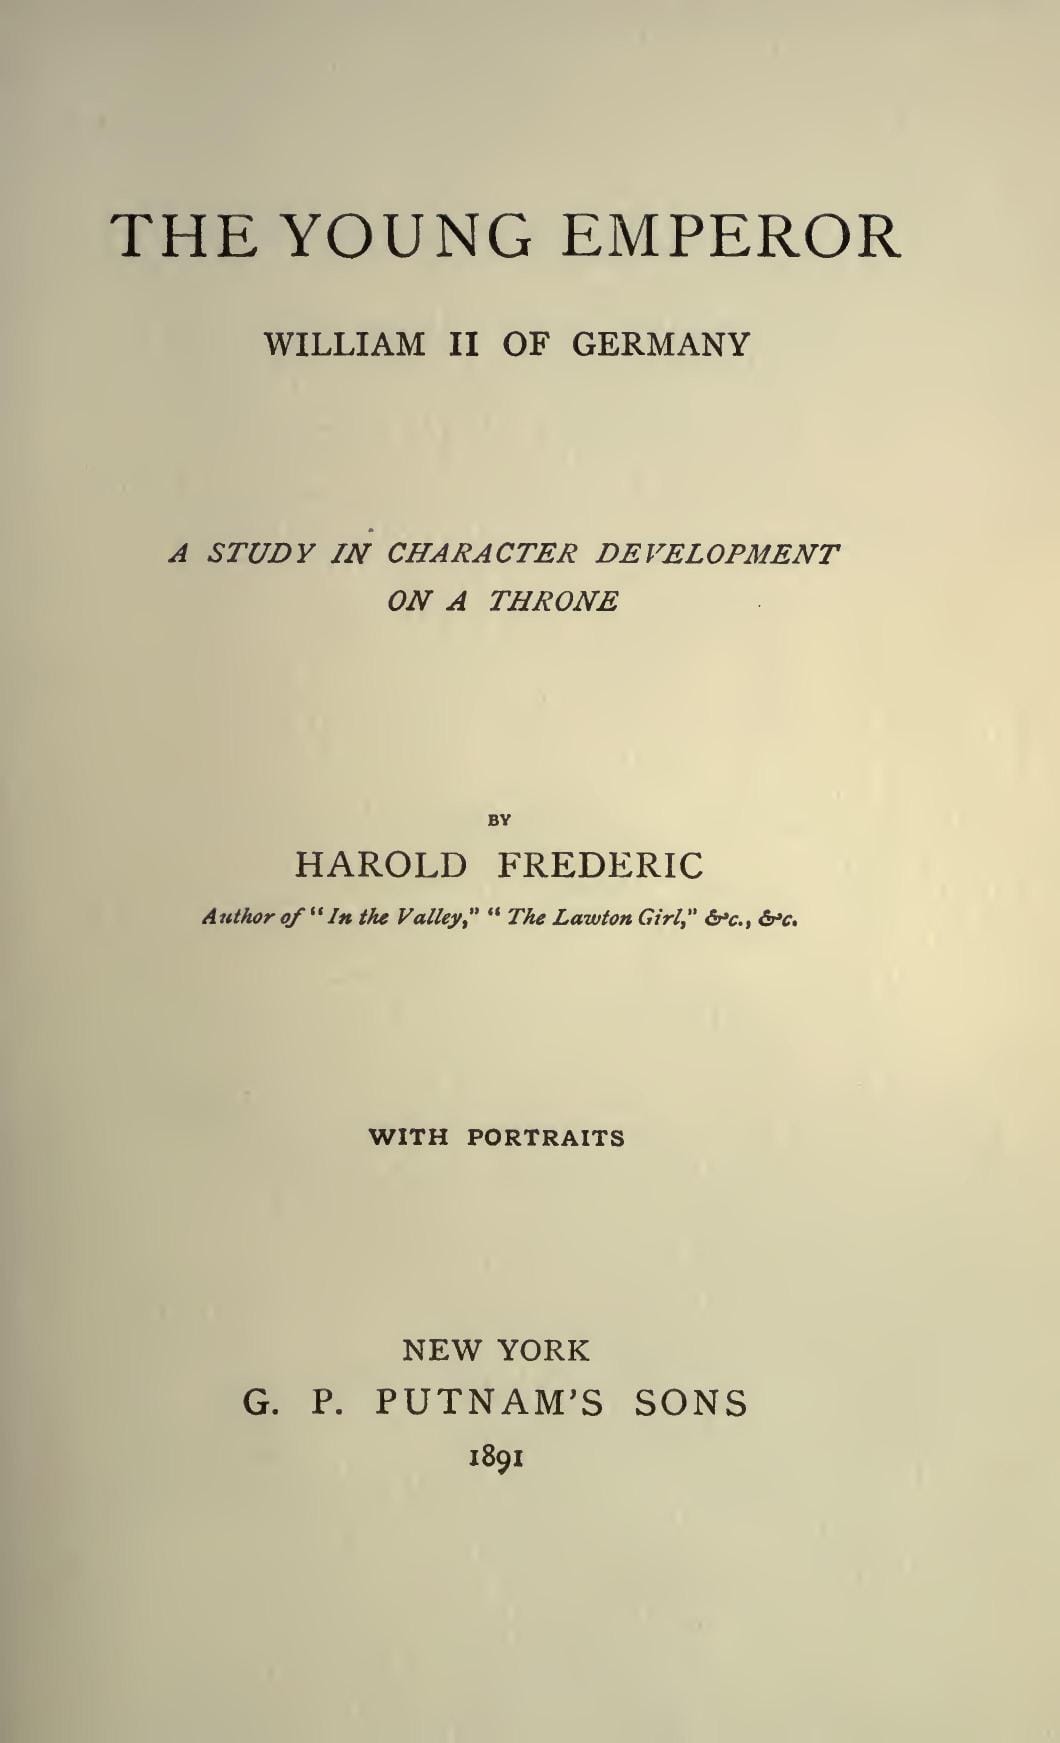 THE YOUNG EMPEROR
WILLIAM II OF GERMANY
A STUDY IN CHARACTER DEVELOPMENT
ON A THRONE
BY
HAROLD FREDERIC
Author of “In the Valley,” “The Lawton Girl,” &c., &c.
WITH PORTRAITS
NEW YORK
G. P. PUTNAM'S SONS
1891